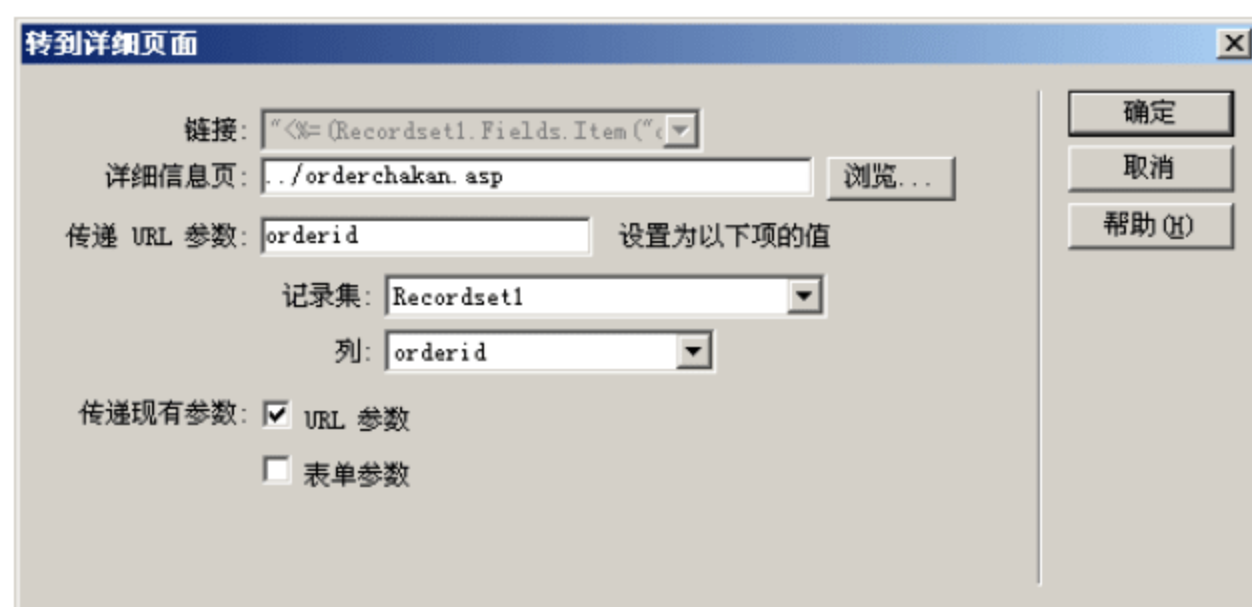 转到详细页面
链接: "<%=(Recordset1.Fields.Item("
确定
详细信息页: ../orderchakan.asp 浏览...
取消
传递 URL 参数: orderid 设置为以下项的值
帮助(H)
记录集: Recordset1
列: orderid
传递现有参数: URL 参数
表单参数